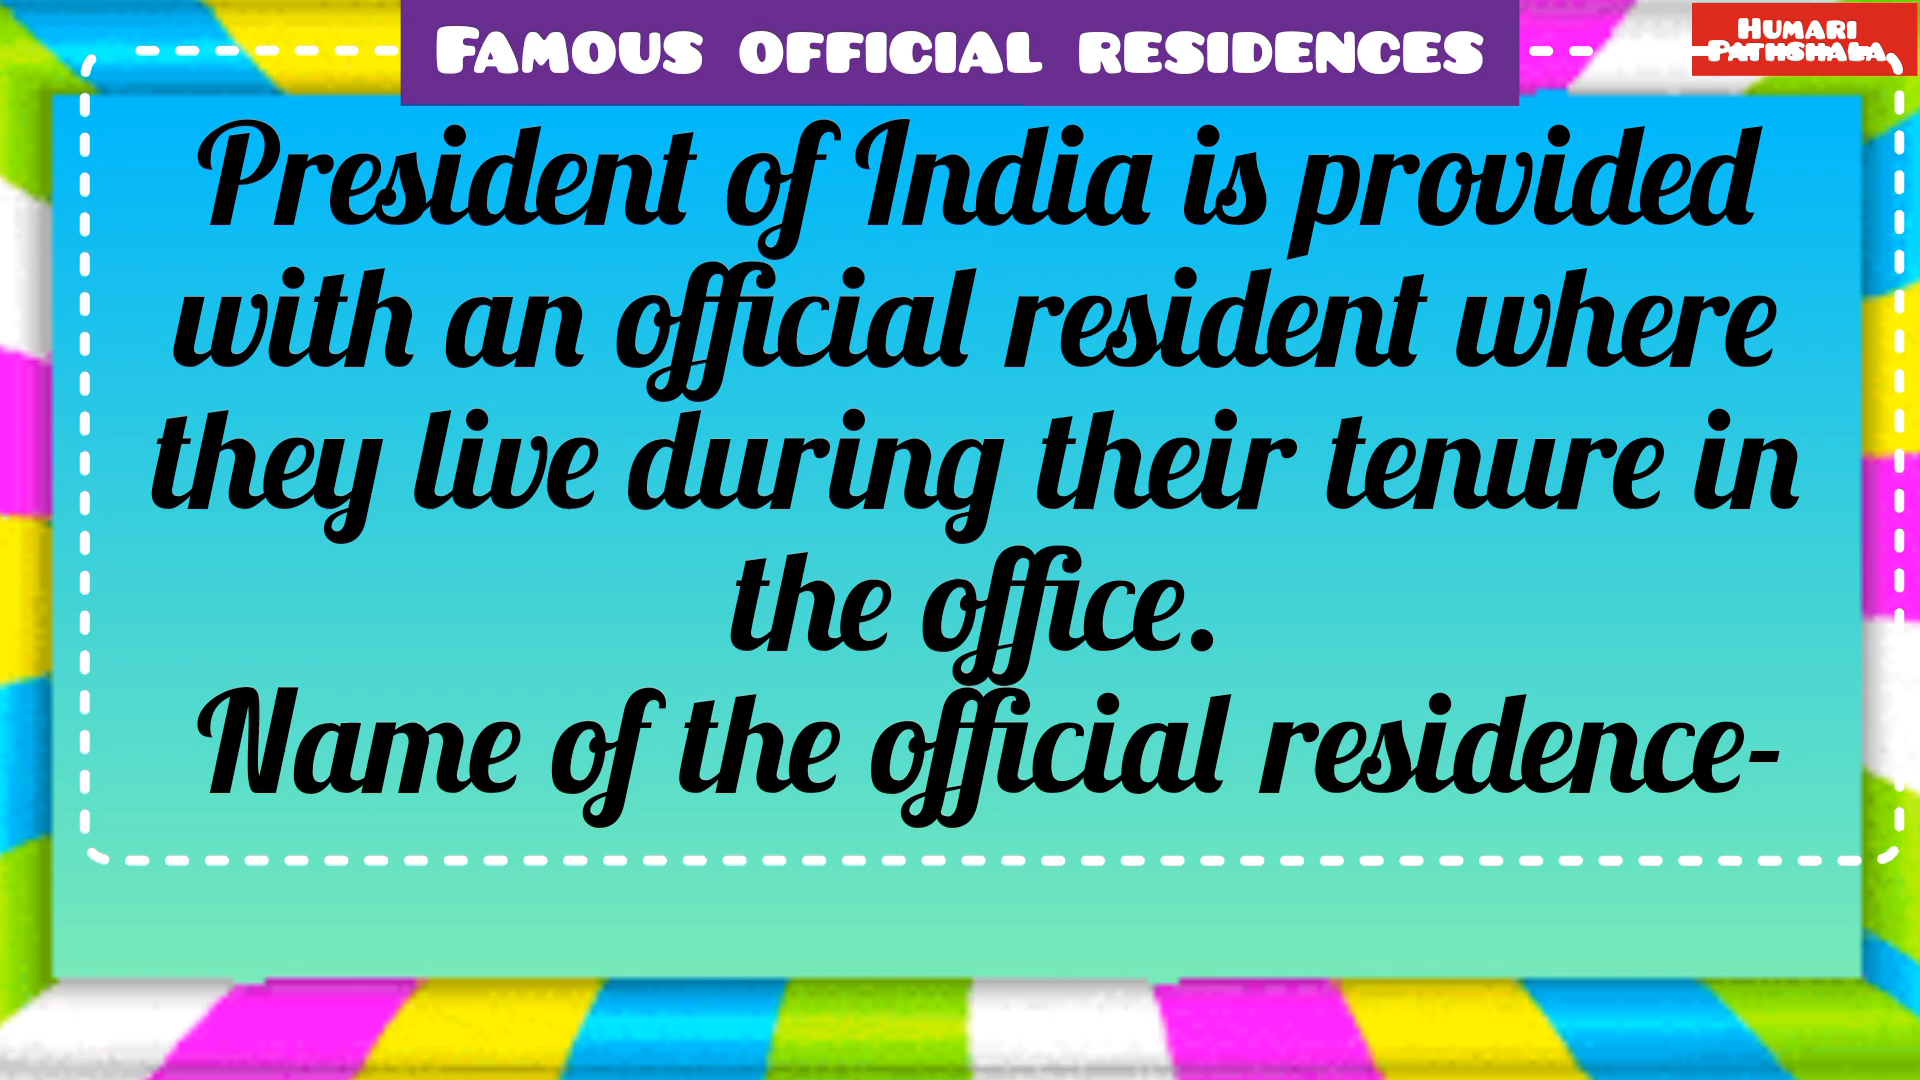 FAMOUS OFFICIAL RESIDENCES
HUMARI
PATHSHALA
President of India is provided
with an official resident where
they live during their tenure in
the office.
Name of the official residence-